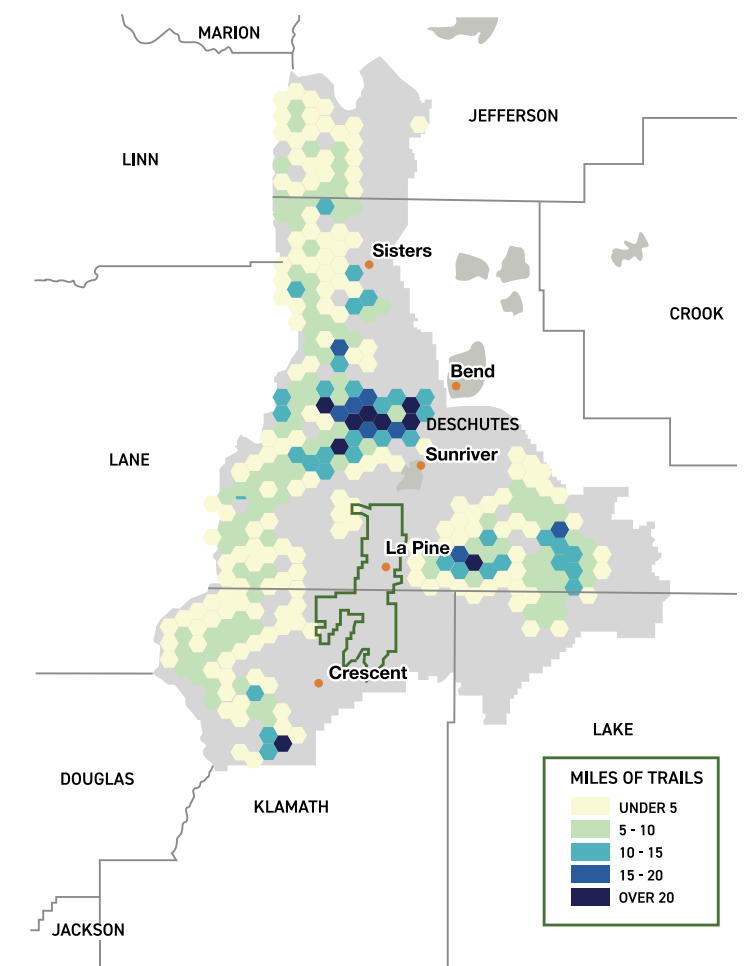 MARION
JEFFERSON
LINN
Sisters
CROOK
Bend
DESCHUTES
Sunriver
LANE
La Pine
Crescent
LAKE
DOUGLAS
KLAMATH
JACKSON
MILES OF TRAILS
UNDER 5
5 - 10
10 - 15
15 - 20
OVER 20